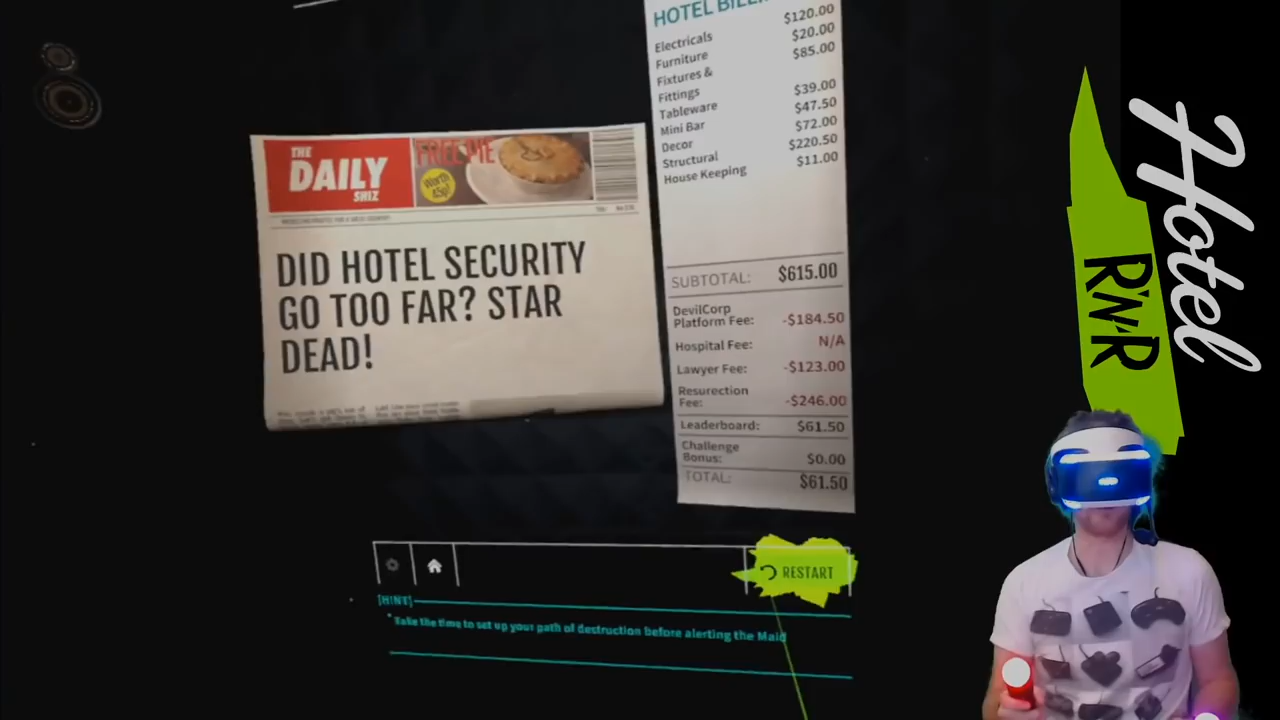 THE
DAILY
SHIZ
FREE PIE
Worth
45p!
DID HOTEL SECURITY
GO TOO FAR? STAR
DEAD!
HOTEL
$120.00
Electricals $20.00
Furniture $85.00
Fixtures &
Fittings $39.00
Tableware $47.50
Mini Bar $72.00
Decor $220.50
Structural $11.00
House Keeping
SUBTOTAL: $615.00
DevilCorp
Platform Fee: -$184.50
Hospital Fee: N/A
Lawyer Fee: -$123.00
Resurection
Fee: -$246.00
Leaderboard: $61.50
Challenge
Bonus: $0.00
TOTAL: $61.50
RESTART
[HINT]
* Take the time to set up your path of destruction before alerting the Maid
Hotel
R'N'R